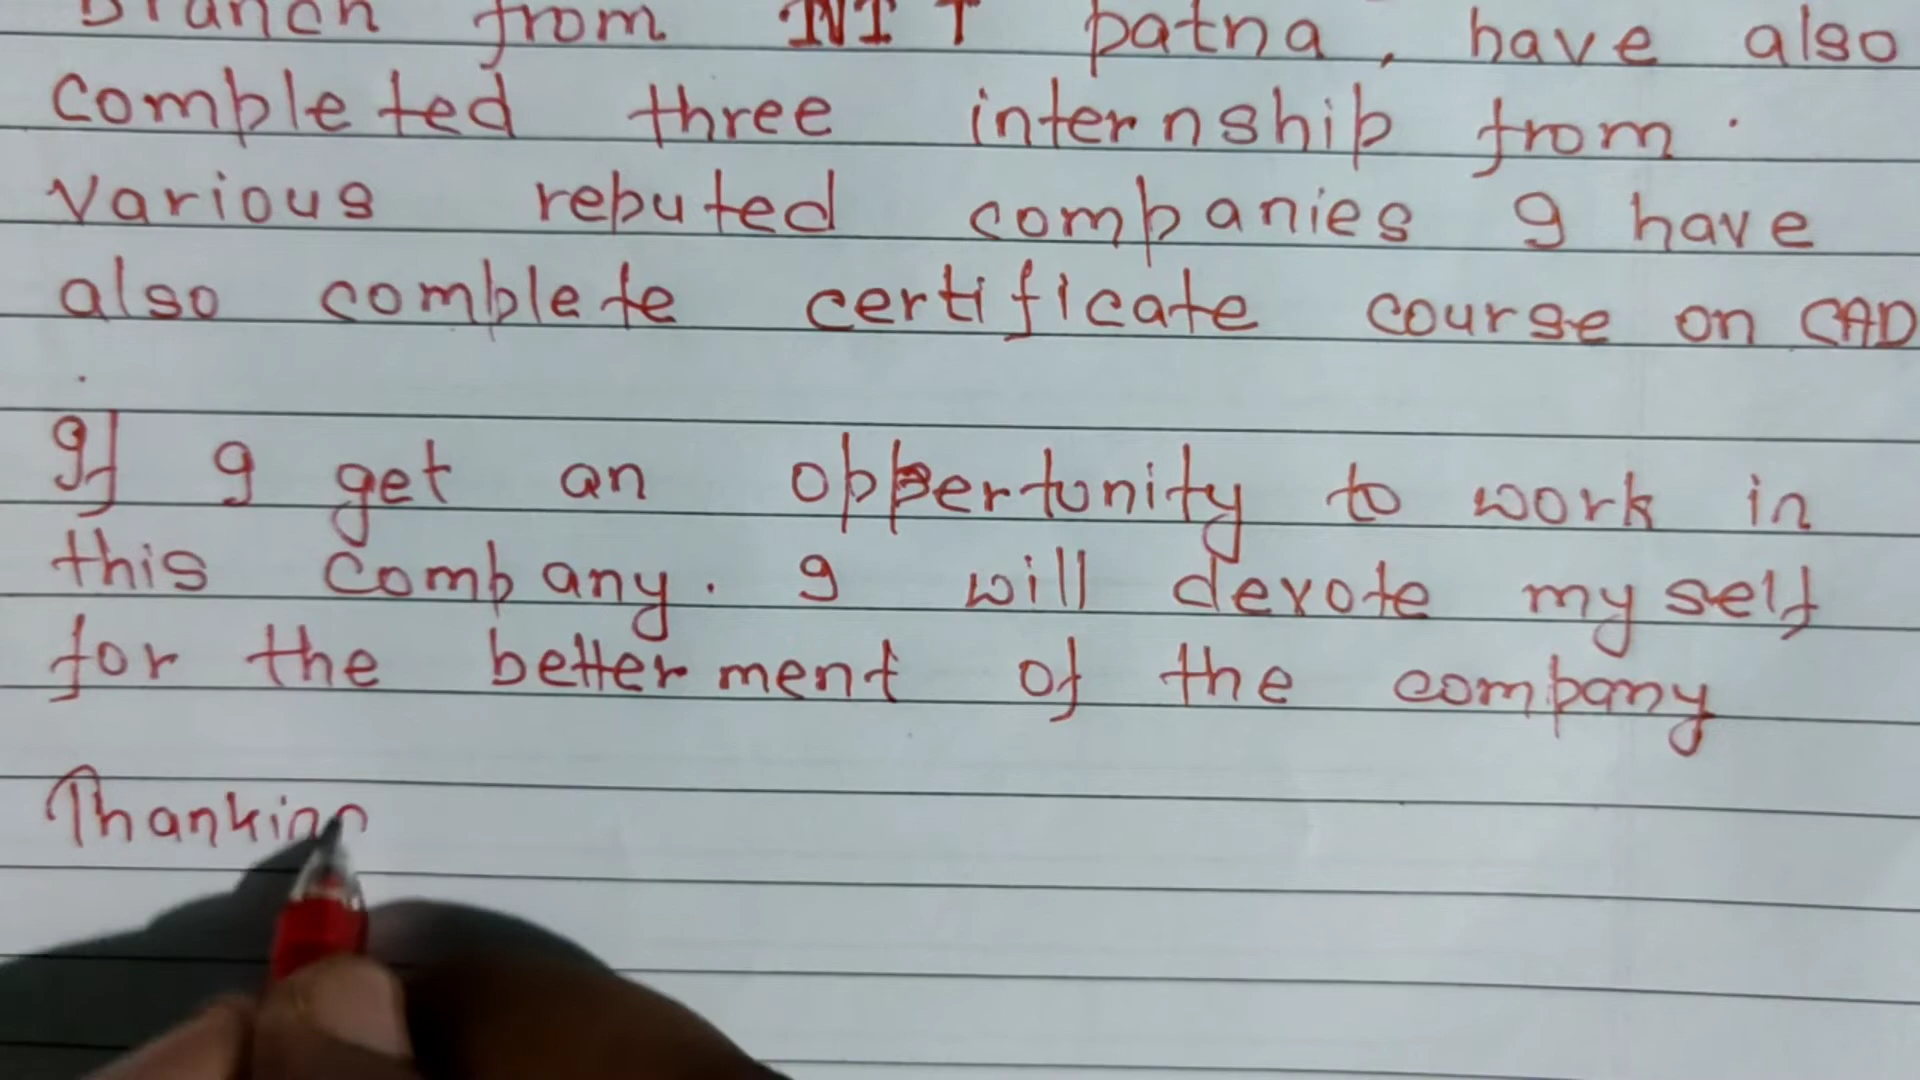 Branch from NIT patna, have also
completed three internship from.
various reputed companies I have
also complete certificate course on CAD
If I get an oppertunity to work in
this company. I will devote myself
for the betterment of the company
Thanking